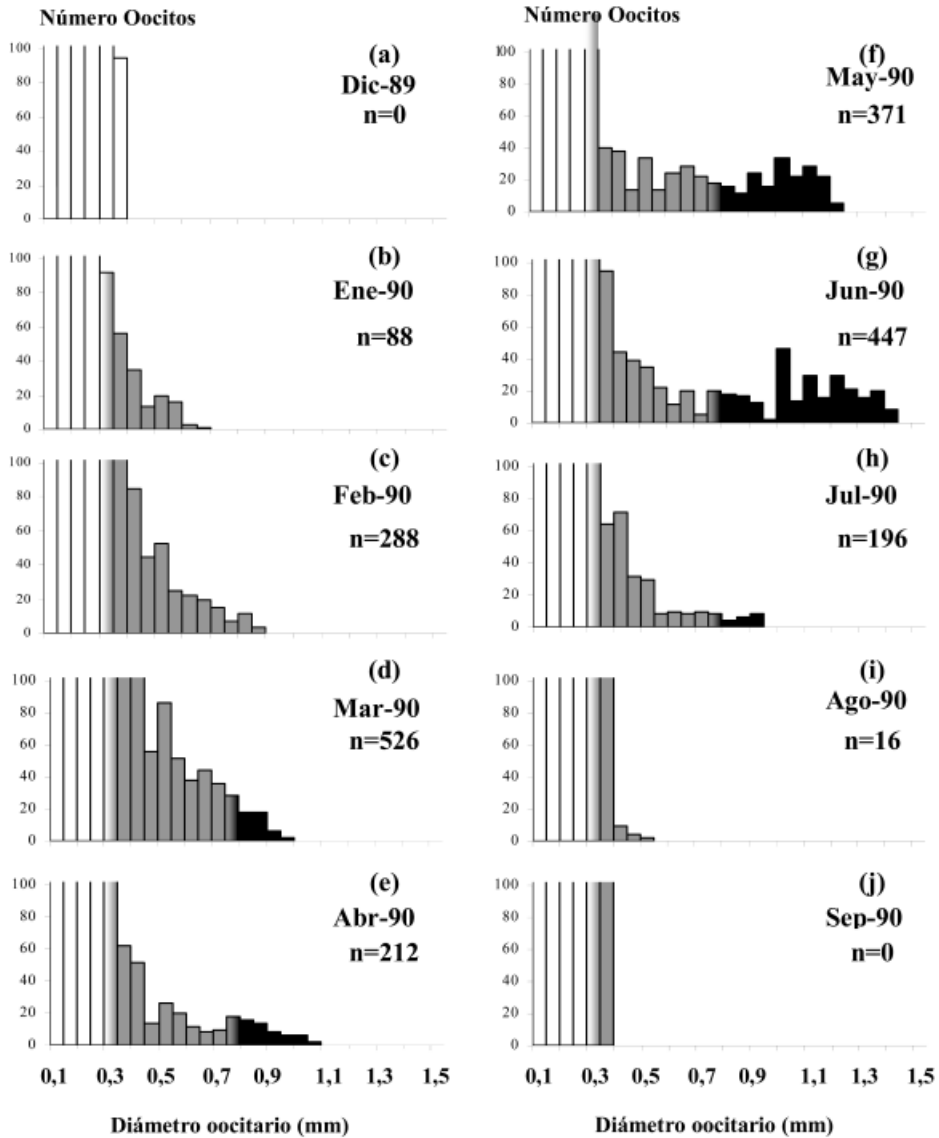 Número Oocitos
100
80
60
40
20
0
(a)
Dic-89
n=0
100
80
60
40
20
0
(b)
Ene-90
n=88
100
80
60
40
20
0
(c)
Feb-90
n=288
100
80
60
40
20
0
(d)
Mar-90
n=526
100
80
60
40
20
0
(e)
Abr-90
n=212
0,1 0,3 0,5 0,7 0,9 1,1 1,3 1,5
Diámetro oocitario (mm)
Número Oocitos
100
80
60
40
20
0
(f)
May-90
n=371
100
80
60
40
20
0
(g)
Jun-90
n=447
100
80
60
40
20
0
(h)
Jul-90
n=196
100
80
60
40
20
0
(i)
Ago-90
n=16
100
80
60
40
20
0
(j)
Sep-90
n=0
0,1 0,3 0,5 0,7 0,9 1,1 1,3 1,5
Diámetro oocitario (mm)